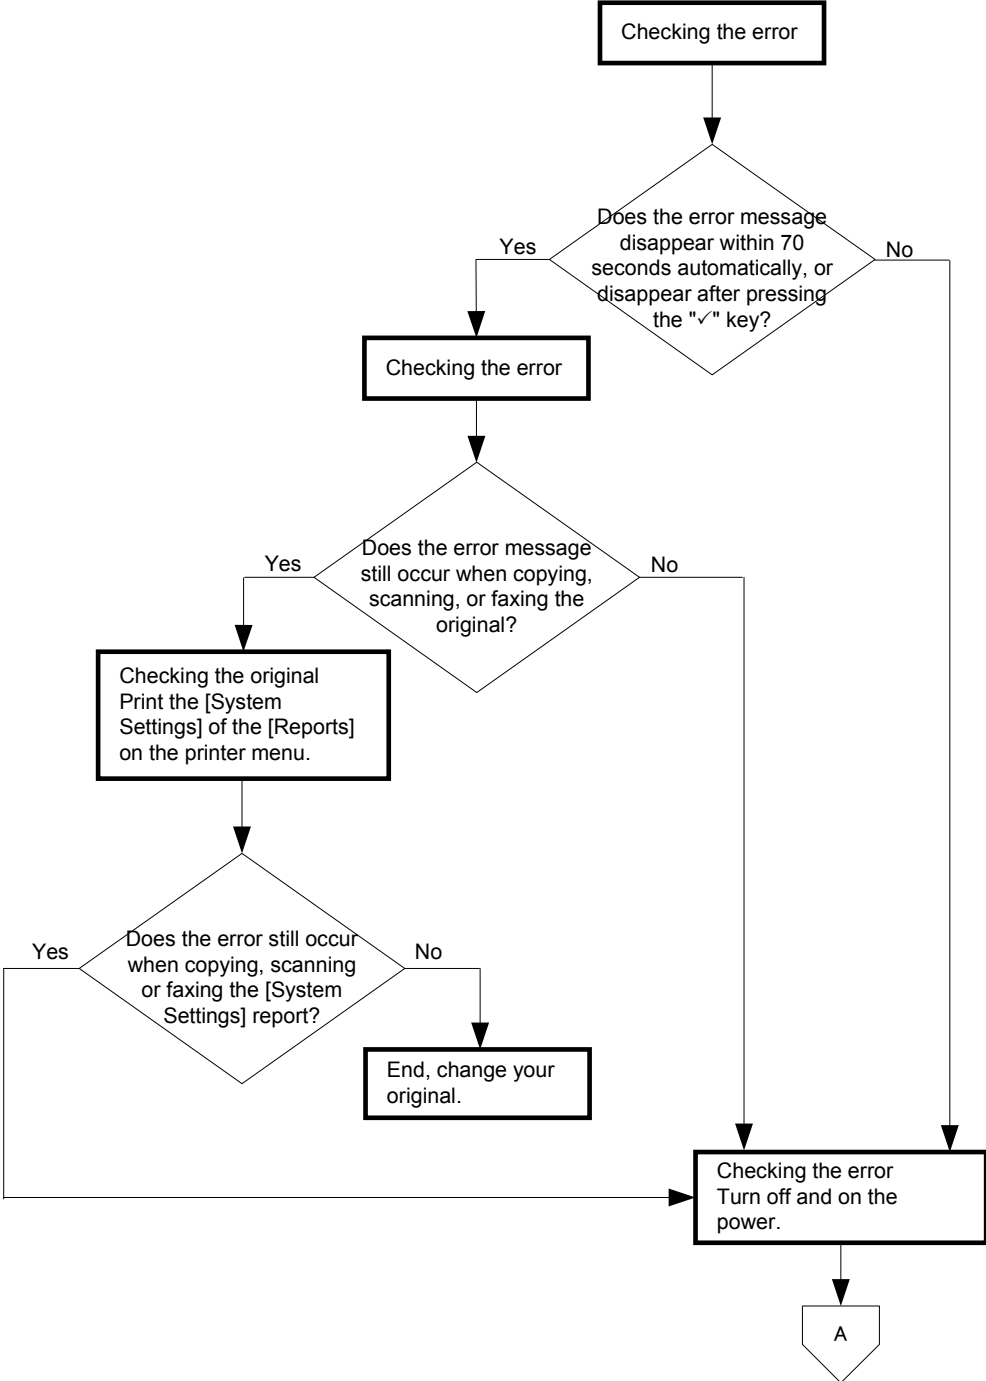 Checking the error
Does the error message
disappear within 70
seconds automatically, or
disappear after pressing
the "✓" key?
Yes
No
Checking the error
Does the error message
still occur when copying,
scanning, or faxing the
original?
Yes
No
Checking the original
Print the [System
Settings] of the [Reports]
on the printer menu.
Does the error still occur
when copying, scanning
or faxing the [System
Settings] report?
Yes
No
End, change your
original.
Checking the error
Turn off and on the
power.
A